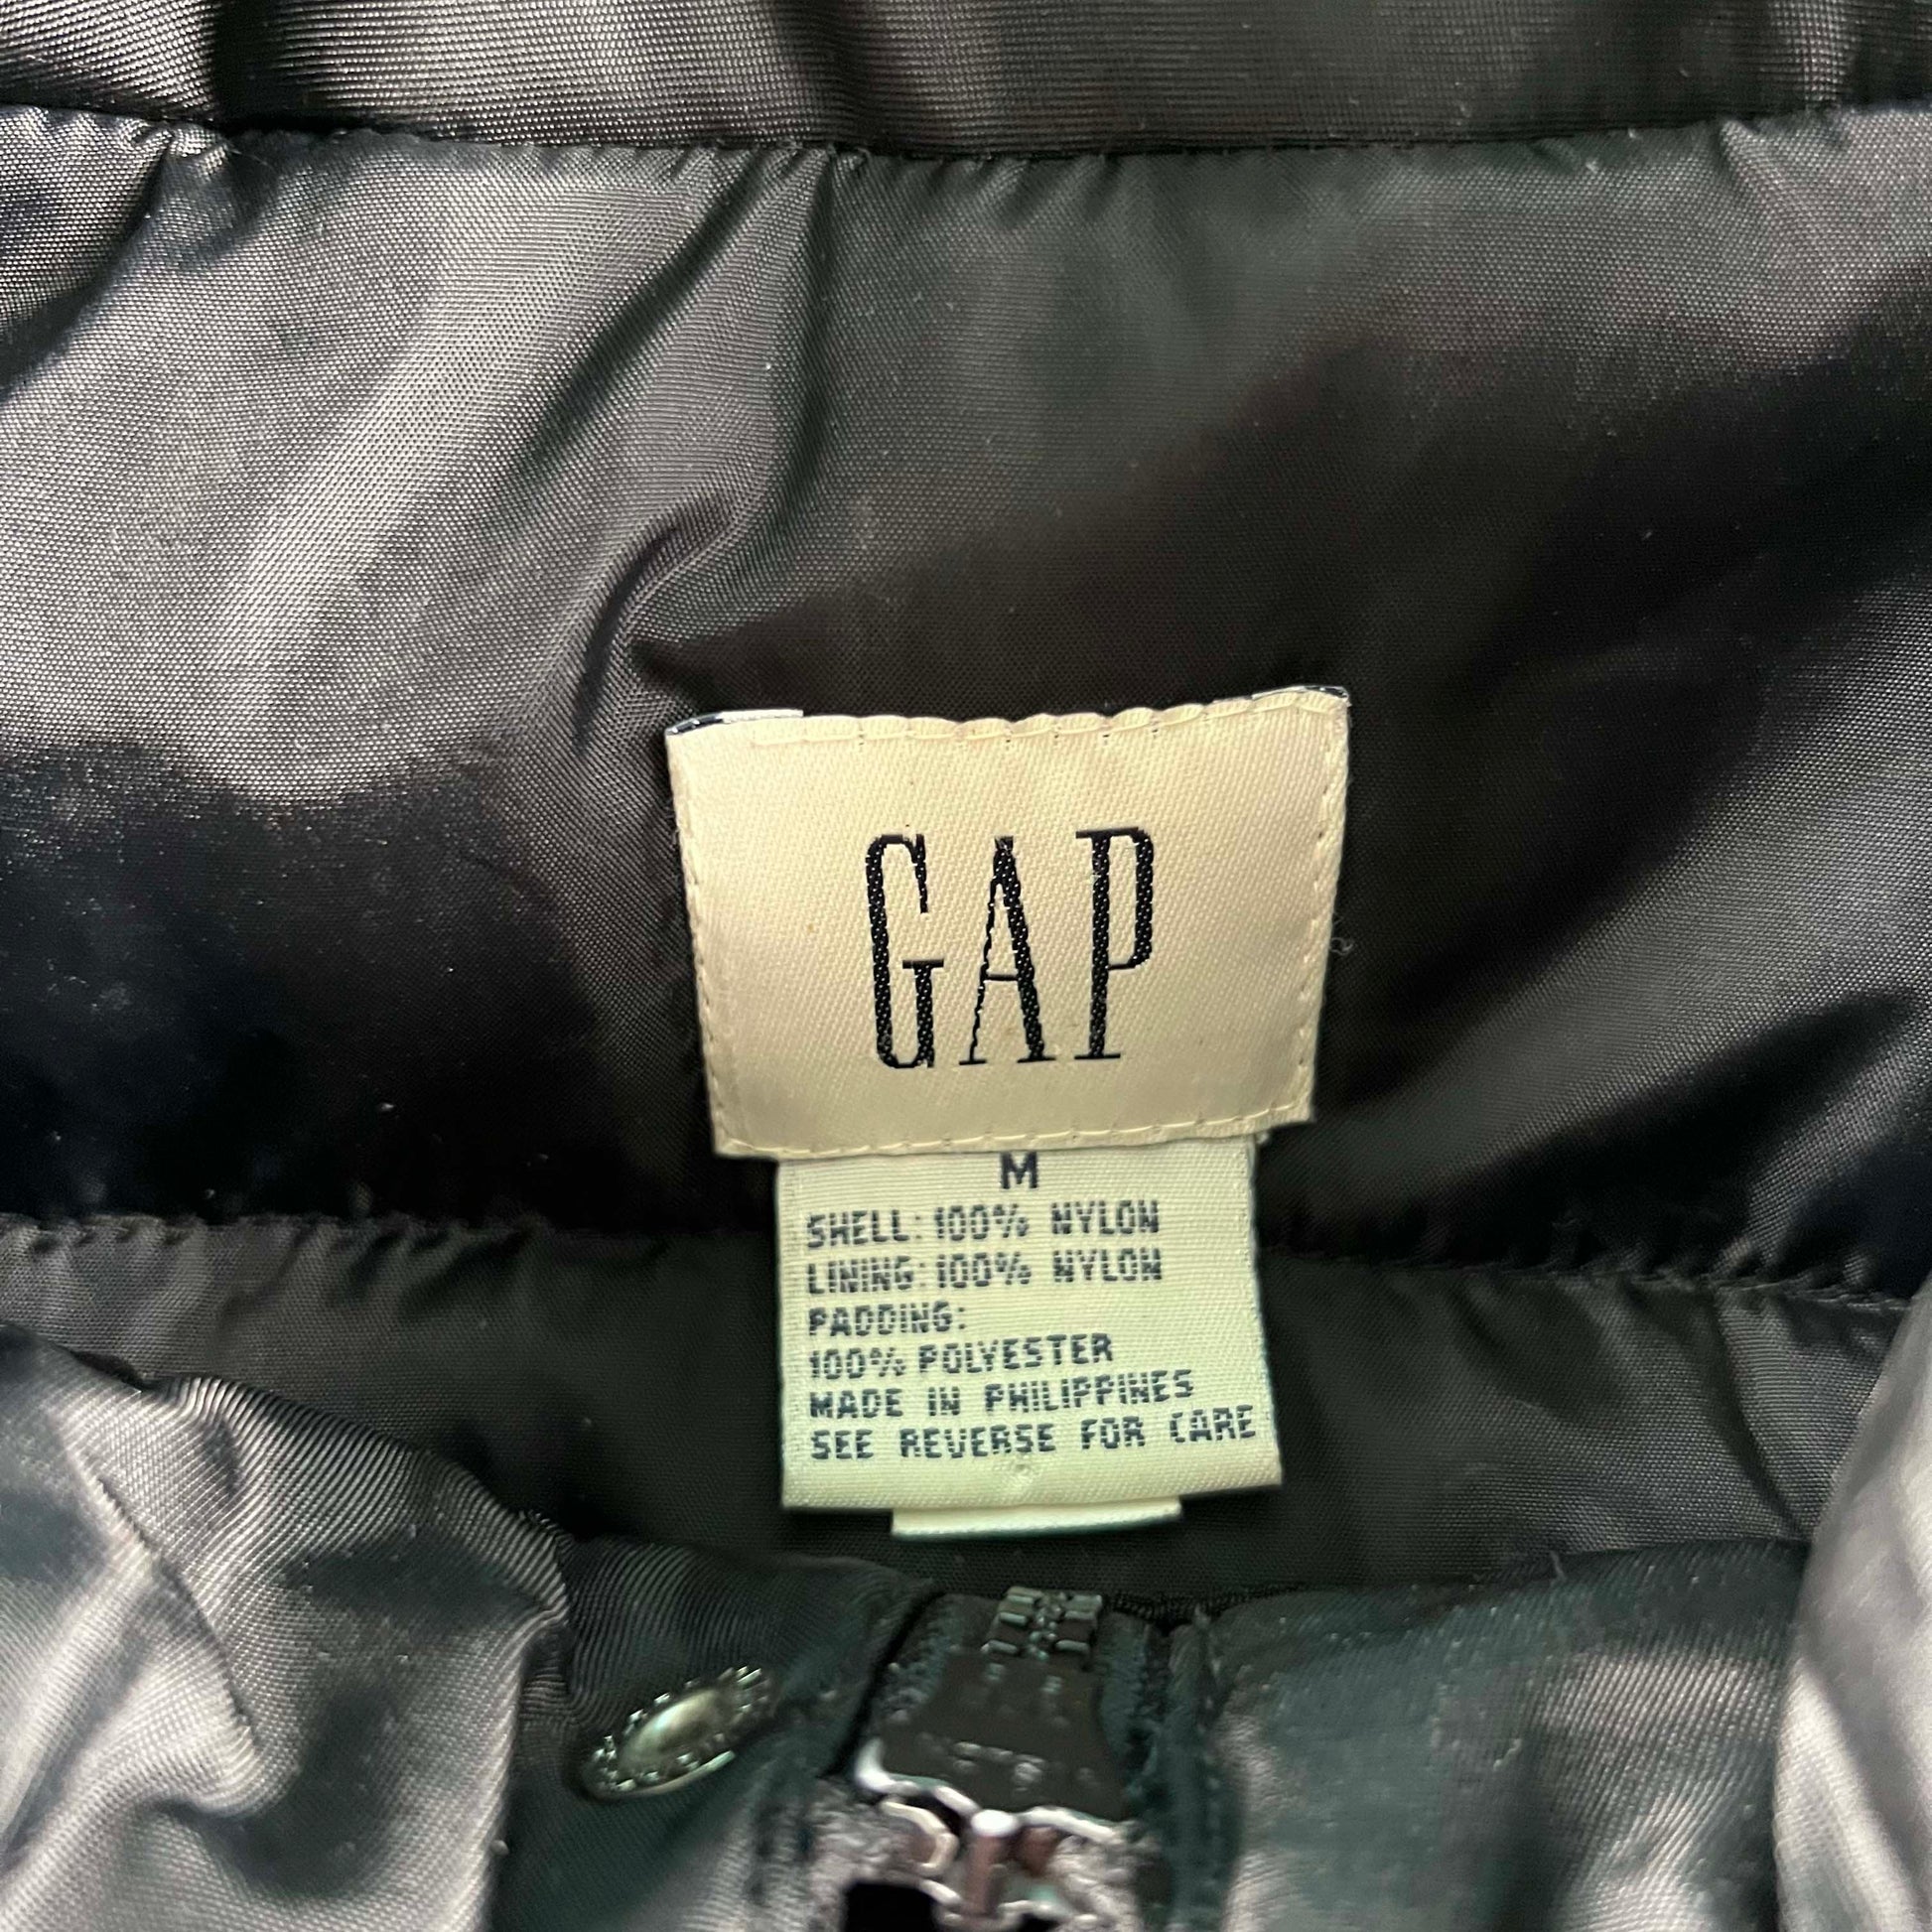 GAP
M
SHELL: 100% NYLON
LINING: 100% NYLON
PADDING:
100% POLYESTER
MADE IN PHILIPPINES
SEE REVERSE FOR CARE